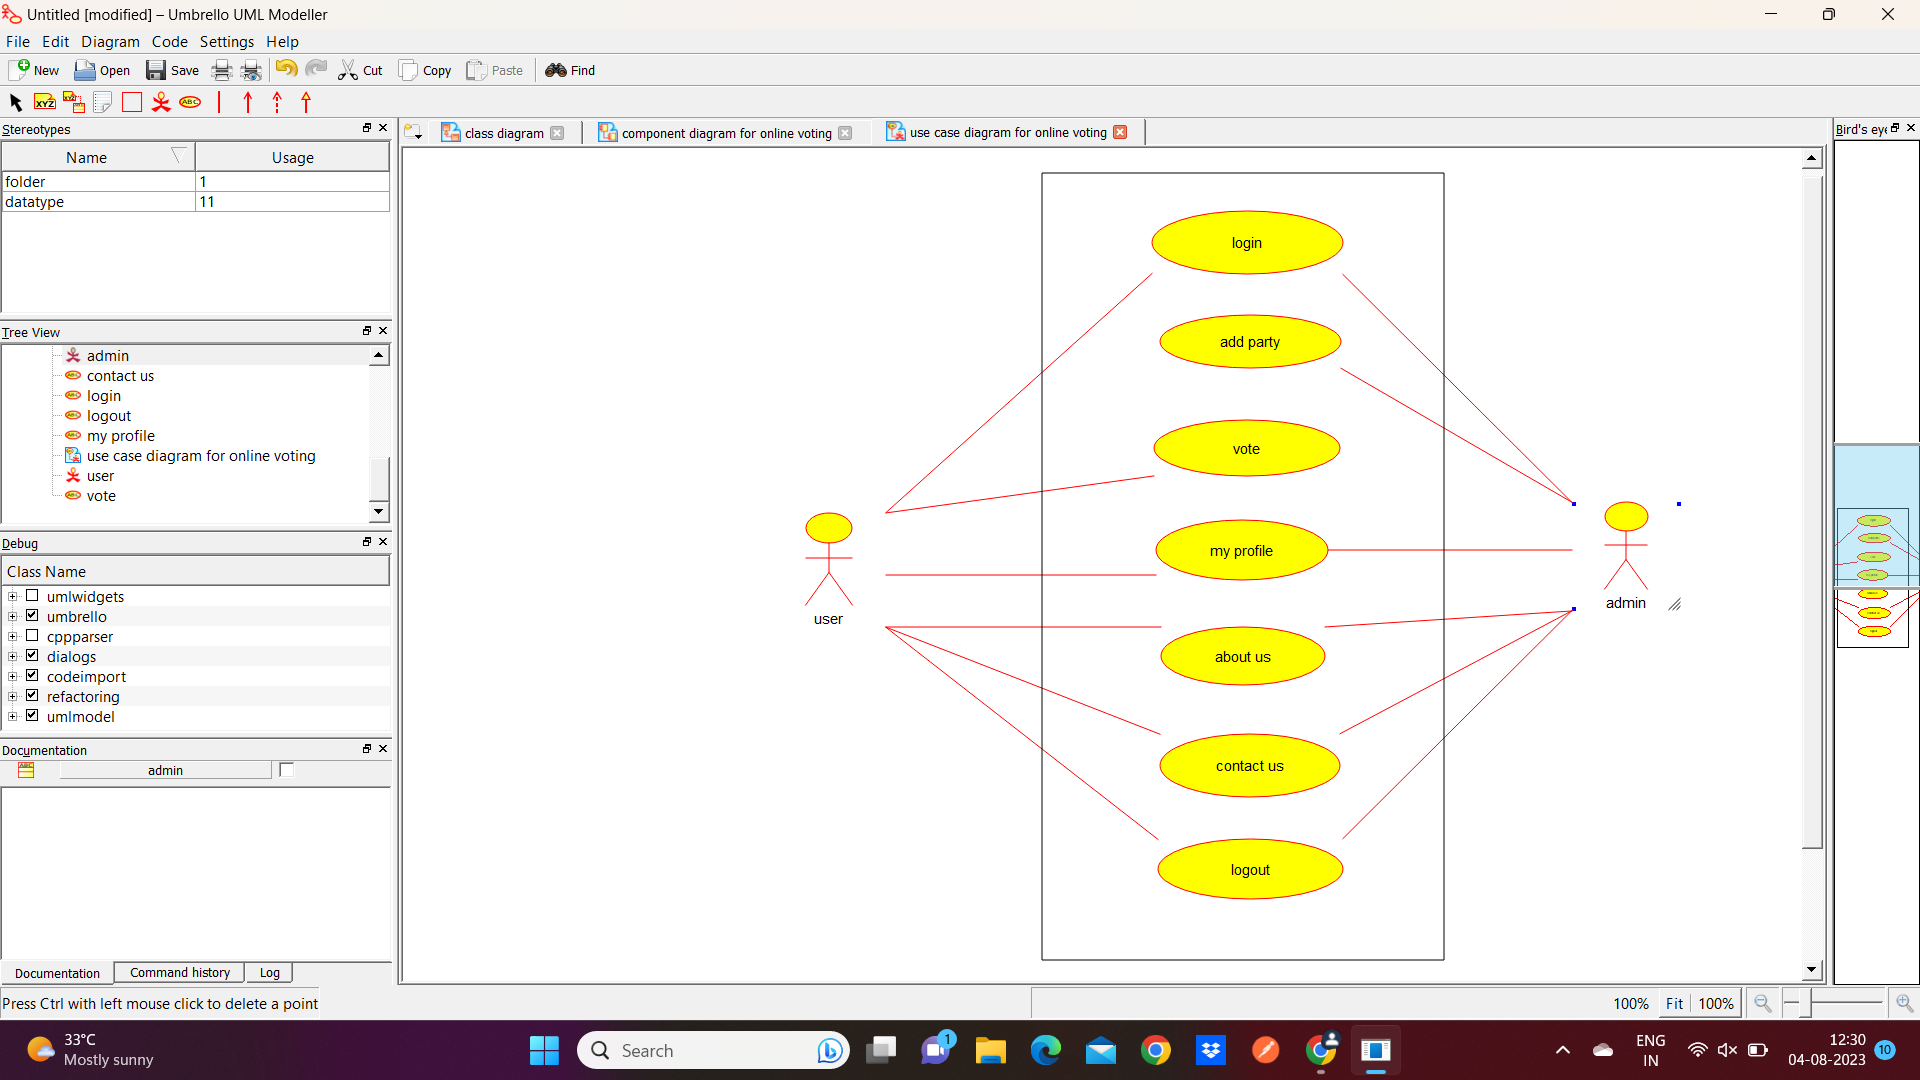 Untitled [modified] – Umbrello UML Modeller
File Edit Diagram Code Settings Help
New Open Save Cut Copy Paste Find
XYZ XYZ ABC
Stereotypes
Name Usage
folder 1
datatype 11
Tree View
admin
contact us
login
logout
my profile
use case diagram for online voting
user
vote
Debug
Class Name
umlwidgets
umbrello
cppparser
dialogs
codeimport
refactoring
umlmodel
Documentation
admin
Documentation Command history Log
class diagram
component diagram for online voting
use case diagram for online voting
login
add party
vote
my profile
about us
contact us
logout
user
admin
Bird's eye
Press Ctrl with left mouse click to delete a point
100% Fit 100%
33°C
Mostly sunny
Search
1
ENG
IN
12:30
04-08-2023
10